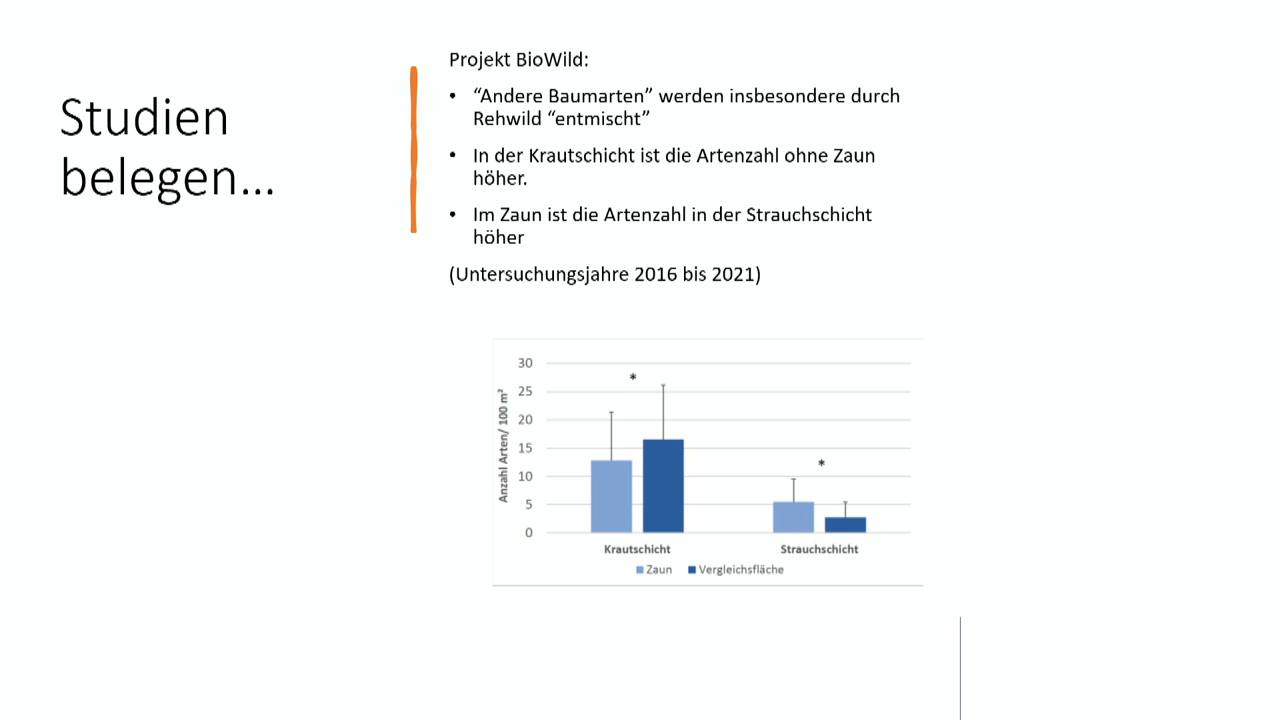 Studien
belegen...
Projekt BioWild:
• “Andere Baumarten” werden insbesondere durch
Rehwild “entmischt”
• In der Krautschicht ist die Artenzahl ohne Zaun
höher.
• Im Zaun ist die Artenzahl in der Strauchschicht
höher
(Untersuchungsjahre 2016 bis 2021)
Anzahl Arten/ 100 m²
30
25
20
15
10
5
0
*
*
Krautschicht Strauchschicht
Zaun Vergleichsfläche